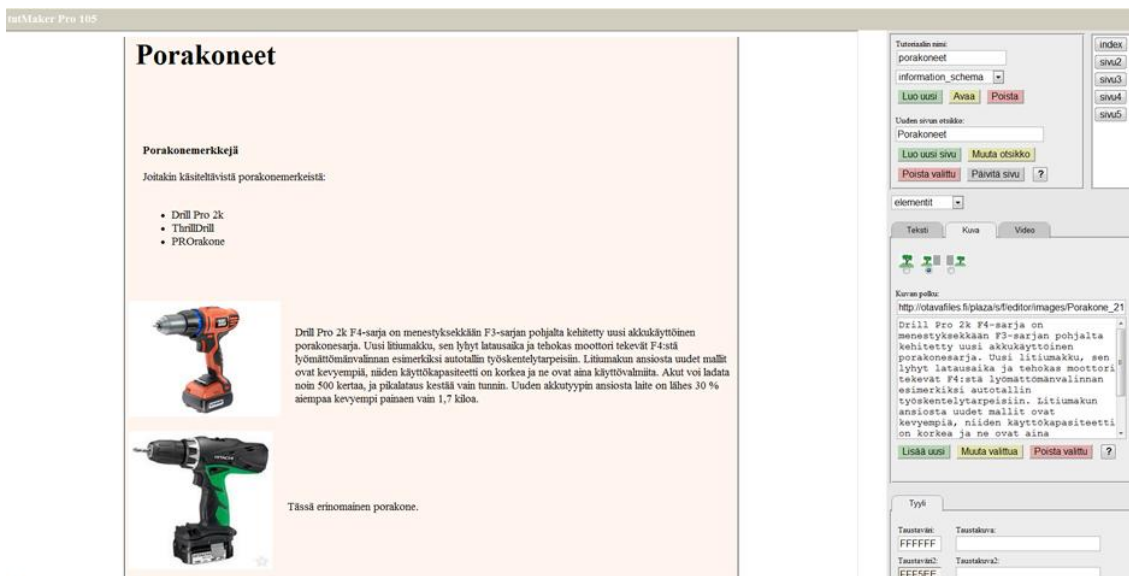 tutMaker Pro 105
Porakoneet
Porakonemerkkejä
Joitakin käsiteltävistä porakonemerkeistä:
Drill Pro 2k
ThrillDrill
PROrakone
Drill Pro 2k F4-sarja on menestyksekkään F3-sarjan pohjalta kehitetty uusi akkukäyttöinen
porakonesarja. Uusi litiumakku, sen lyhyt latausaika ja tehokas moottori tekevät F4:stä
lyömättömänvalinnan esimerkiksi autotallin työskentelytarpeisiin. Litiumakun ansiosta uudet mallit
ovat kevyempiä, niiden käyttökapasiteetti on korkea ja ne ovat aina käyttövalmiita. Akut voi ladata
noin 500 kertaa, ja pikalataus kestää vain tunnin. Uuden akkutyypin ansiosta laite on lähes 30 %
aiempaa kevyempi painaen vain 1,7 kiloa.
HITACHI
Tässä erinomainen porakone.
Tutoriaalin nimi:
porakoneet
information_schema
Luo uusi Avaa Poista
Uuden sivun otsikko:
Porakoneet
Luo uusi sivu Muuta otsikko
Poista valittu Päivitä sivu ?
index
sivu2
sivu3
sivu4
sivu5
elementit
Teksti Kuva Video
Kuvan polku:
http://otavafiles.fi/plaza/s/f/editor/images/Porakone_21
Drill Pro 2k F4-sarja on
menestyksekkään F3-sarjan pohjalta
kehitetty uusi akkukäyttöinen
porakonesarja. Uusi litiumakku, sen
lyhyt latausaika ja tehokas moottori
tekevät F4:stä lyömättömänvalinnan
esimerkiksi autotallin
työskentelytarpeisiin. Litiumakun
ansiosta uudet mallit ovat
kevyempiä, niiden käyttökapasiteetti
on korkea ja ne ovat aina
Lisää uusi Muuta valittua Poista valittu ?
Tyyli
Taustaväri: Taustakuva:
FFFFFF
Taustaväri2: Taustakuva2:
FFF5EE